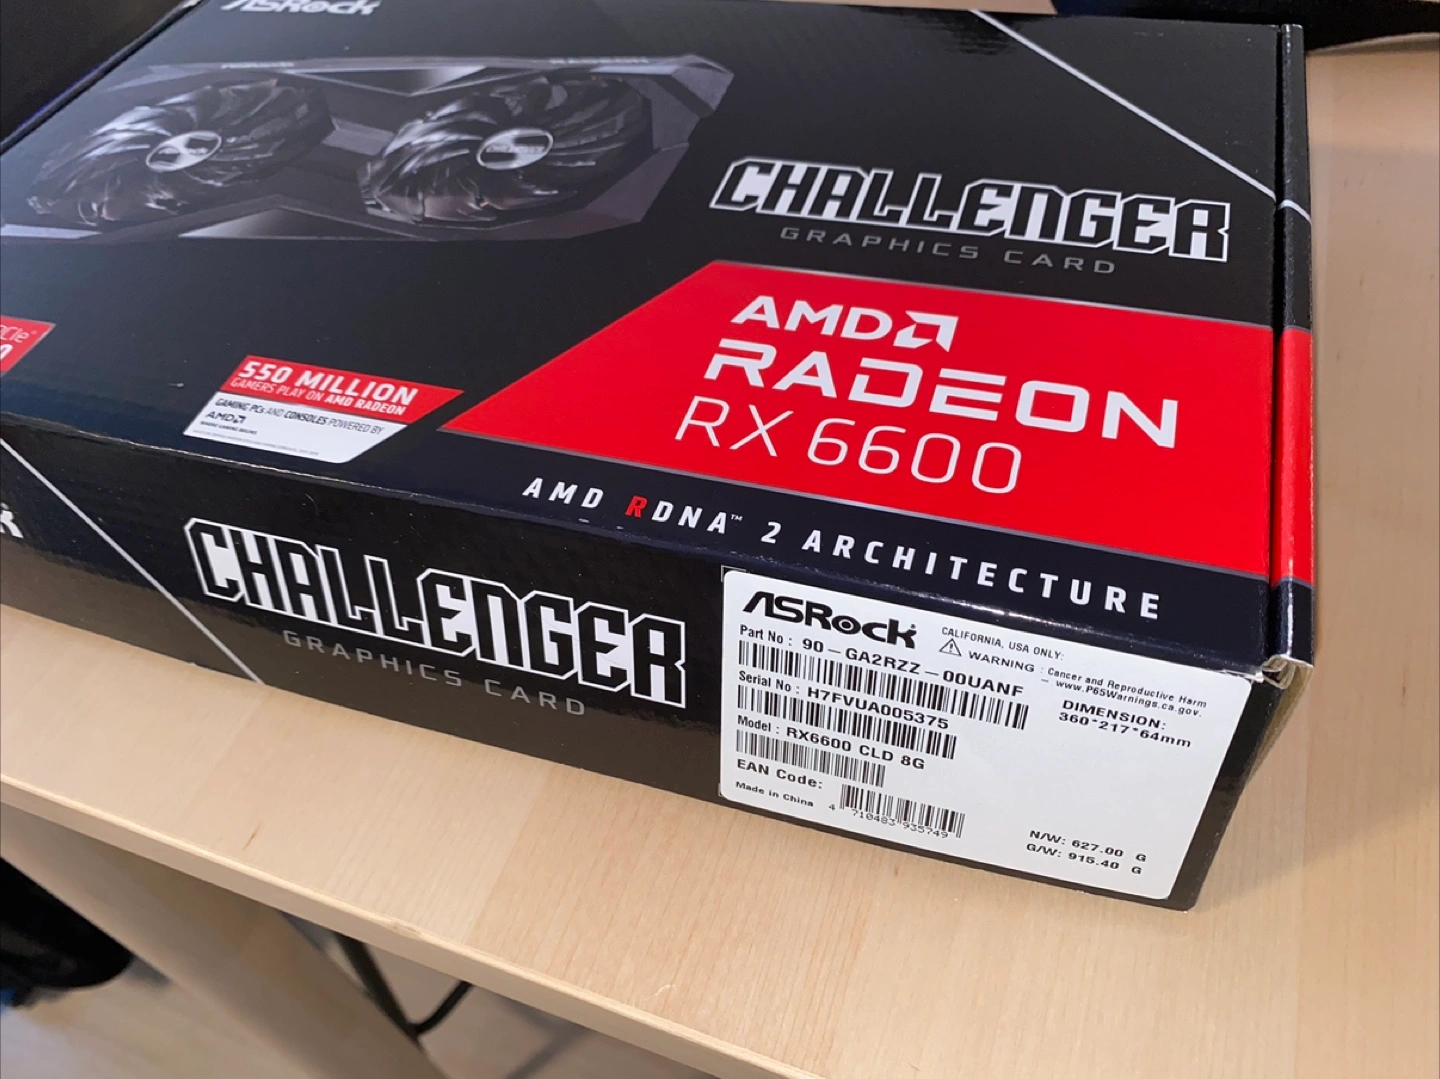 ASRock
CHALLENGER
GRAPHICS CARD
AMD
RADEON
RX 6600
550 MILLION
GAMERS PLAY ON AMD RADEON
GAMING PCs AND CONSOLES POWERED BY
AMD
AMD RDNA™ 2 ARCHITECTURE
CHALLENGER
GRAPHICS CARD
ASRock
Part No : 90-GA2RZZ-00UANF
Serial No : H7FVUA005375
Model : RX6600 CLD 8G
EAN Code:
4 710483 935749
Made in China
CALIFORNIA, USA ONLY:
WARNING : Cancer and Reproductive Harm
- www.P65Warnings.ca.gov.
DIMENSION:
360*217*64mm
N/W: 627.00 G
G/W: 915.40 G